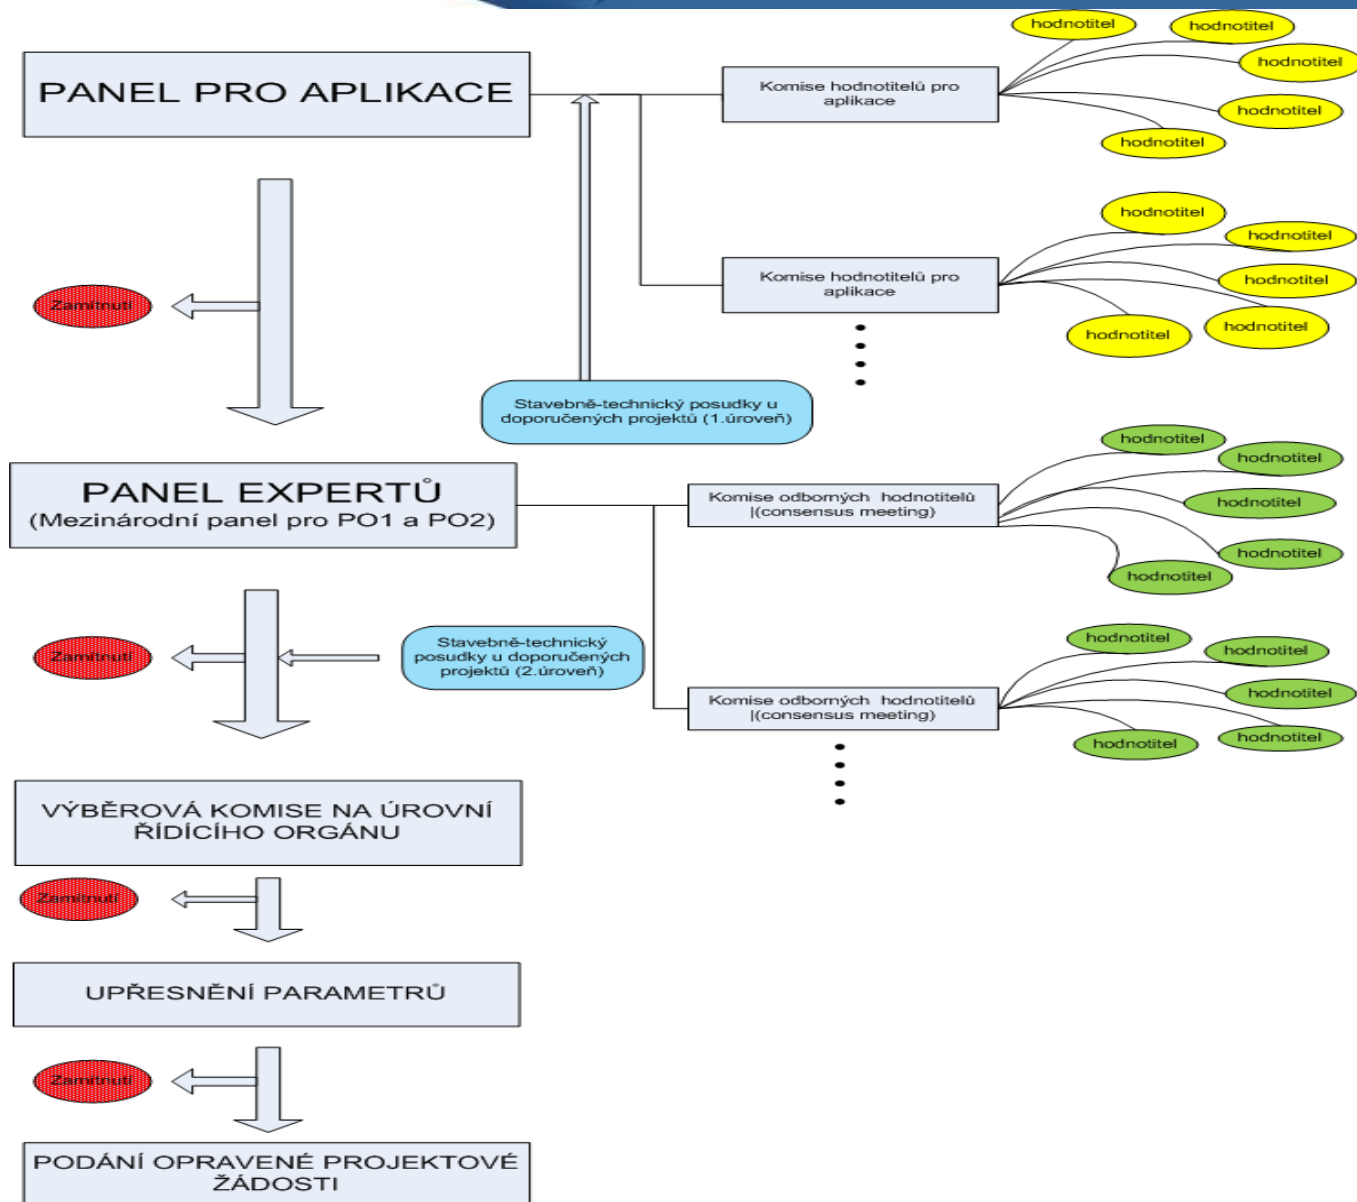 PANEL PRO APLIKACE
Komise hodnotitelů pro
aplikace
hodnotitel
hodnotitel
hodnotitel
hodnotitel
hodnotitel
Komise hodnotitelů pro
aplikace
hodnotitel
hodnotitel
hodnotitel
hodnotitel
hodnotitel
Zamítnutí
Stavebně-technický posudky u
doporučených projektů (1.úroveň)
PANEL EXPERTŮ
(Mezinárodní panel pro PO1 a PO2)
Komise odborných hodnotitelů
|(consensus meeting)
hodnotitel
hodnotitel
hodnotitel
hodnotitel
hodnotitel
Zamítnutí
Stavebně-technický
posudky u doporučených
projektů (2.úroveň)
Komise odborných hodnotitelů
|(consensus meeting)
hodnotitel
hodnotitel
hodnotitel
hodnotitel
hodnotitel
VÝBĚROVÁ KOMISE NA ÚROVNÍ
ŘÍDÍCÍHO ORGÁNU
Zamítnutí
UPŘESNĚNÍ PARAMETRŮ
Zamítnutí
PODÁNÍ OPRAVENÉ PROJEKTOVÉ
ŽÁDOSTI